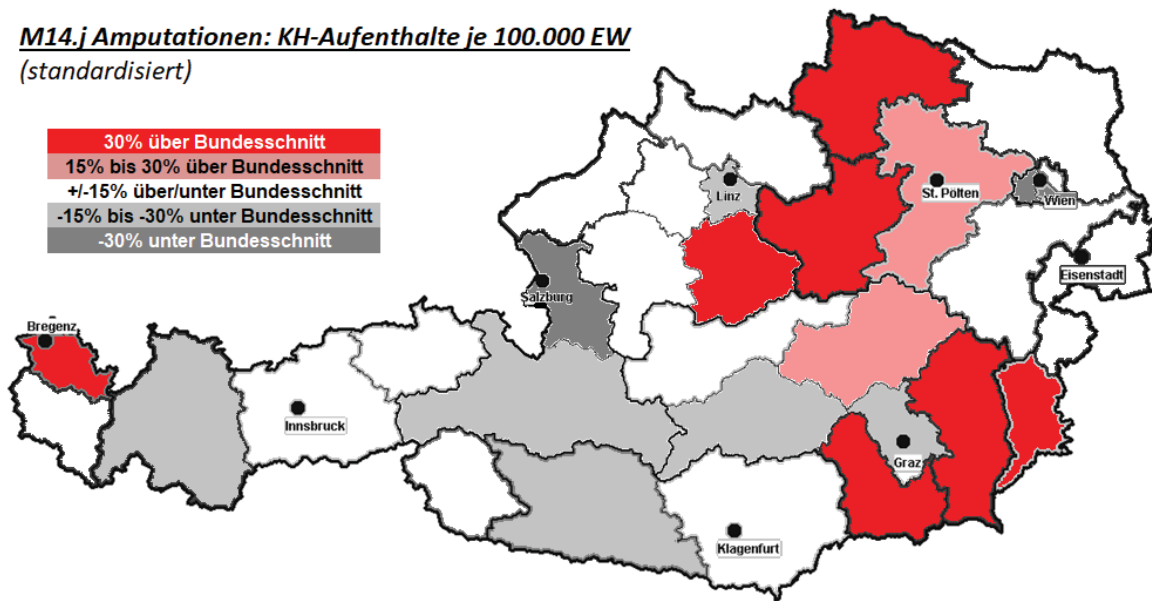 M14.j Amputationen: KH-Aufenthalte je 100.000 EW
(standardisiert)
30% über Bundesschnitt
15% bis 30% über Bundesschnitt
+/-15% über/unter Bundesschnitt
-15% bis -30% unter Bundesschnitt
-30% unter Bundesschnitt
Linz
St. Pölten
Wien
Eisenstadt
Salzburg
Bregenz
Innsbruck
Graz
Klagenfurt